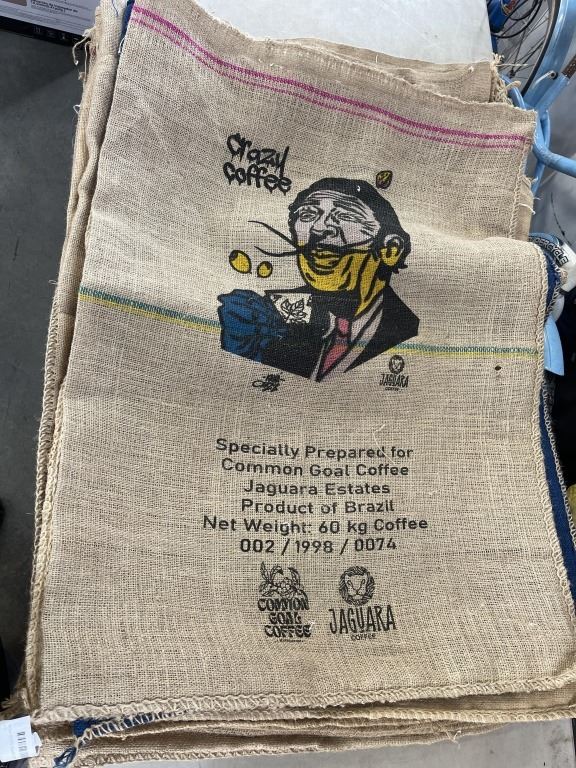 Crazy
Coffee
JAGUARA
COFFEE
Specially Prepared for
Common Goal Coffee
Jaguara Estates
Product of Brazil
Net Weight: 60 kg Coffee
002 / 1998 / 0074
COMMON
GOAL
COFFEE
JAGUARA
COFFEE